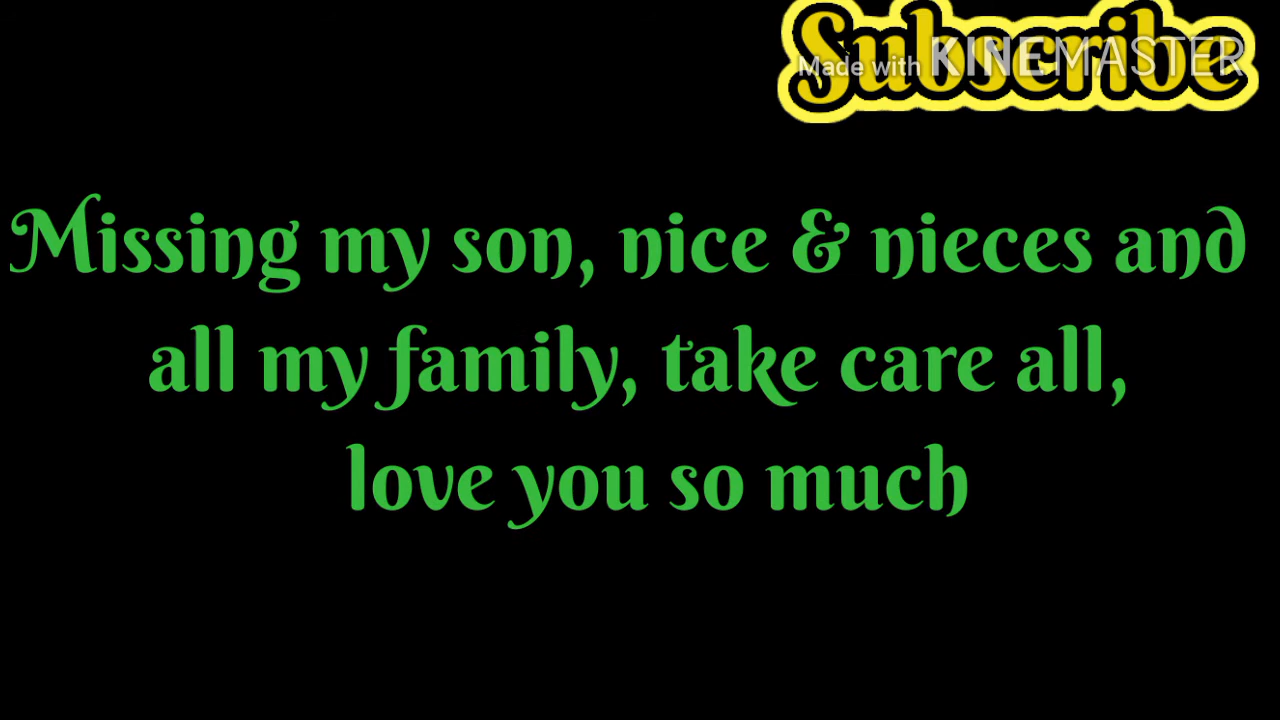 Subscribe
Made with KINEMASTER
Missing my son, nice & nieces and
all my family, take care all,
love you so much